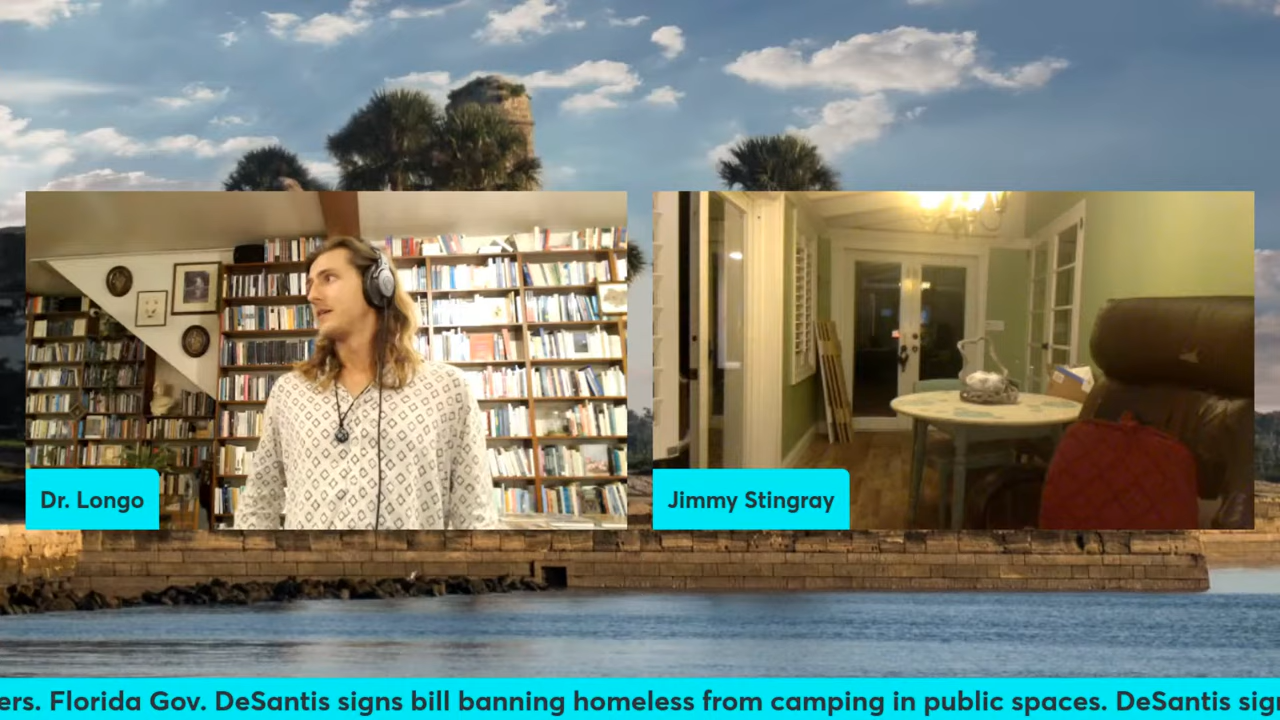 Dr. Longo
Jimmy Stingray
ers. Florida Gov. DeSantis signs bill banning homeless from camping in public spaces. DeSantis sig